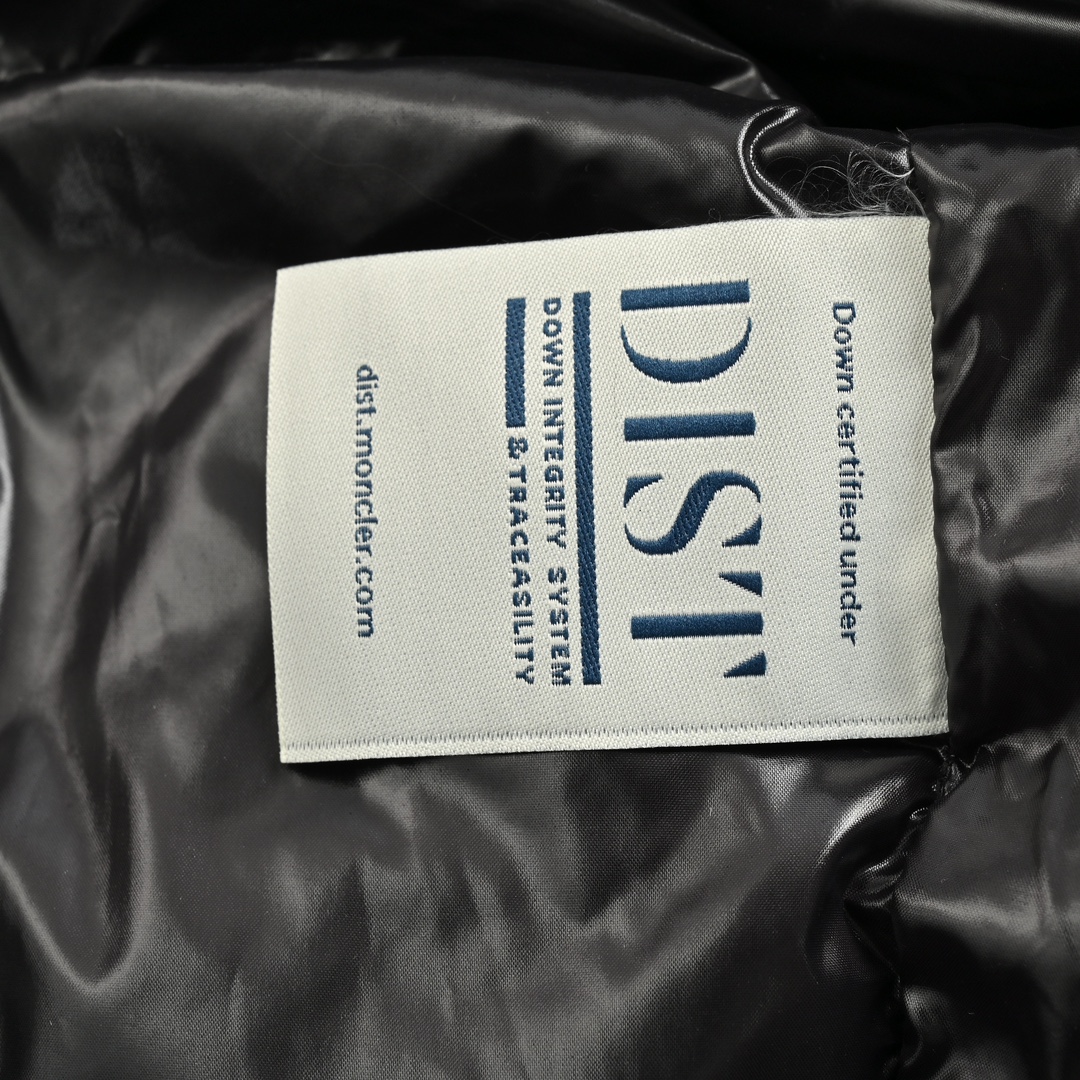 Down certified under
DIST
DOWN INTEGRITY SYSTEM
& TRACEASILITY
dist.moncler.com